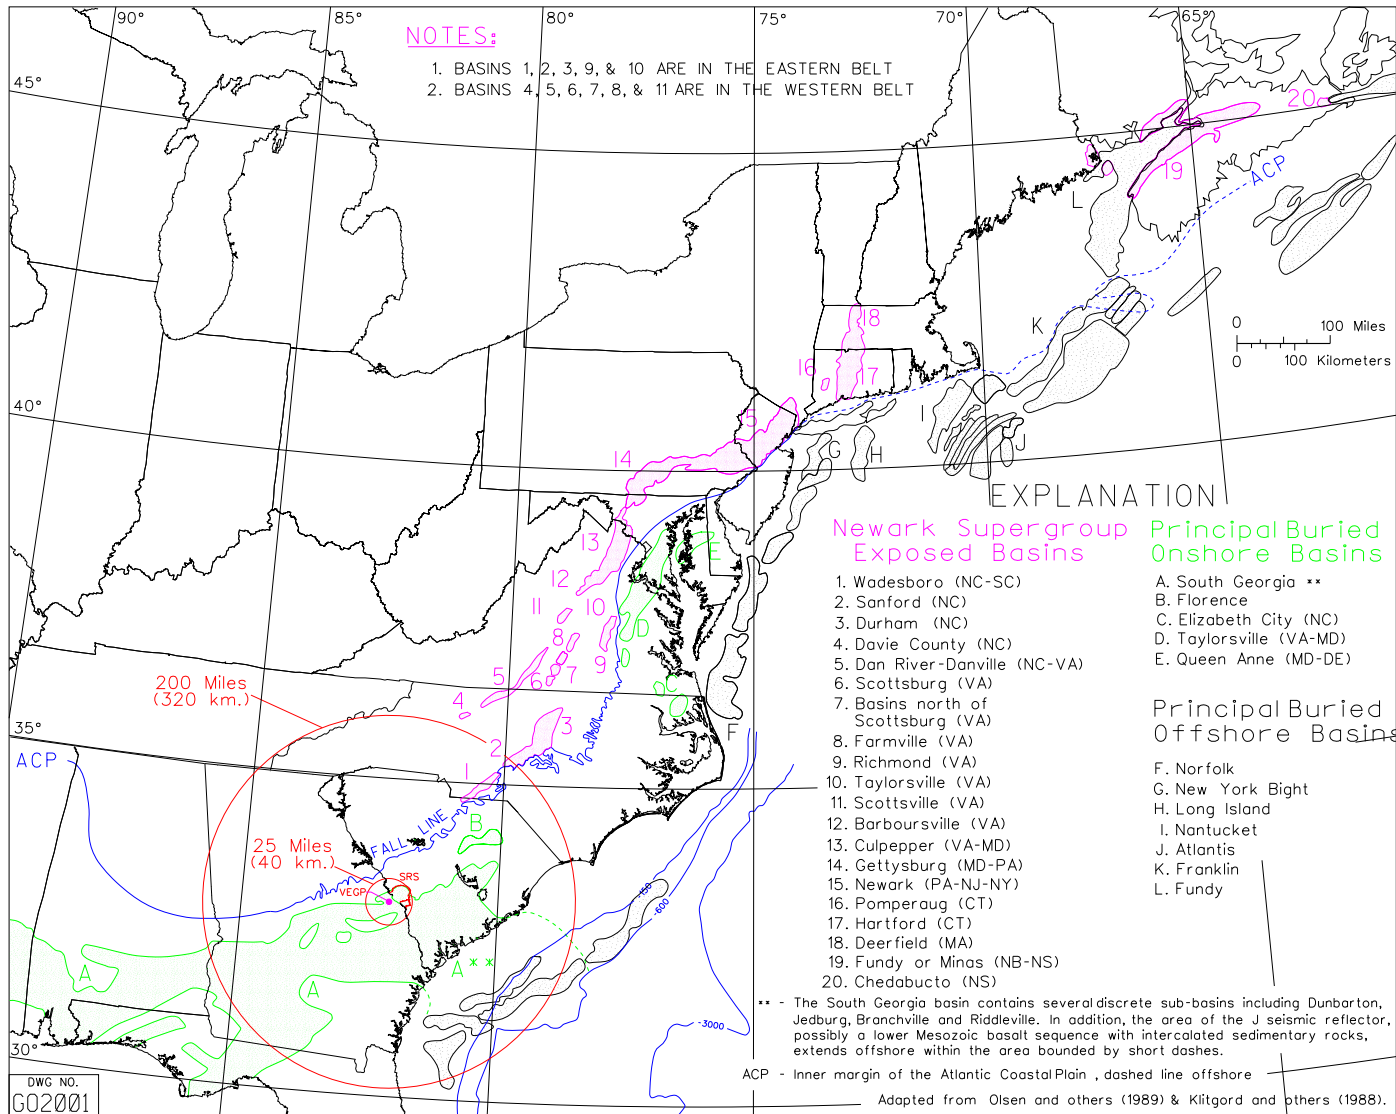 90° 85° 80° 75° 70° 65°
NOTES:
1. BASINS 1, 2, 3, 9, & 10 ARE IN THE EASTERN BELT
2. BASINS 4, 5, 6, 7, 8, & 11 ARE IN THE WESTERN BELT
45°
20
Y
19
L
ACP
K
18
0 100 Miles
0 100 Kilometers
16
17
40°
5
I
J
G
H
14
EXPLANATION
Newark Supergroup
Exposed Basins
1. Wadesboro (NC-SC)
2. Sanford (NC)
3. Durham (NC)
4. Davie County (NC)
5. Dan River-Danville (NC-VA)
6. Scottsburg (VA)
7. Basins north of
Scottsburg (VA)
8. Farmville (VA)
9. Richmond (VA)
10. Taylorsville (VA)
11. Scottsville (VA)
12. Barboursville (VA)
13. Culpepper (VA-MD)
14. Gettysburg (MD-PA)
15. Newark (PA-NJ-NY)
16. Pomperaug (CT)
17. Hartford (CT)
18. Deerfield (MA)
19. Fundy or Minas (NB-NS)
20. Chedabucto (NS)
Principal Buried
Onshore Basins
A. South Georgia **
B. Florence
C. Elizabeth City (NC)
D. Taylorsville (VA-MD)
E. Queen Anne (MD-DE)
Principal Buried
Offshore Basins
F. Norfolk
G. New York Bight
H. Long Island
I. Nantucket
J. Atlantis
K. Franklin
L. Fundy
13
E
12
11
10
D
8
9
7
6
5
C
4
3
F
2
1
200 Miles
(320 km.)
35°
ACP
FALL LINE
B
25 Miles
(40 km.)
SRS
VEGP
-150
-600
A
A
A**
-3000
30°
** - The South Georgia basin contains several discrete sub-basins including Dunbarton,
Jedburg, Branchville and Riddleville. In addition, the area of the J seismic reflector,
possibly a lower Mesozoic basalt sequence with intercalated sedimentary rocks,
extends offshore within the area bounded by short dashes.
ACP - Inner margin of the Atlantic Coastal Plain , dashed line offshore
Adapted from Olsen and others (1989) & Klitgord and others (1988).
DWG NO.
G02001